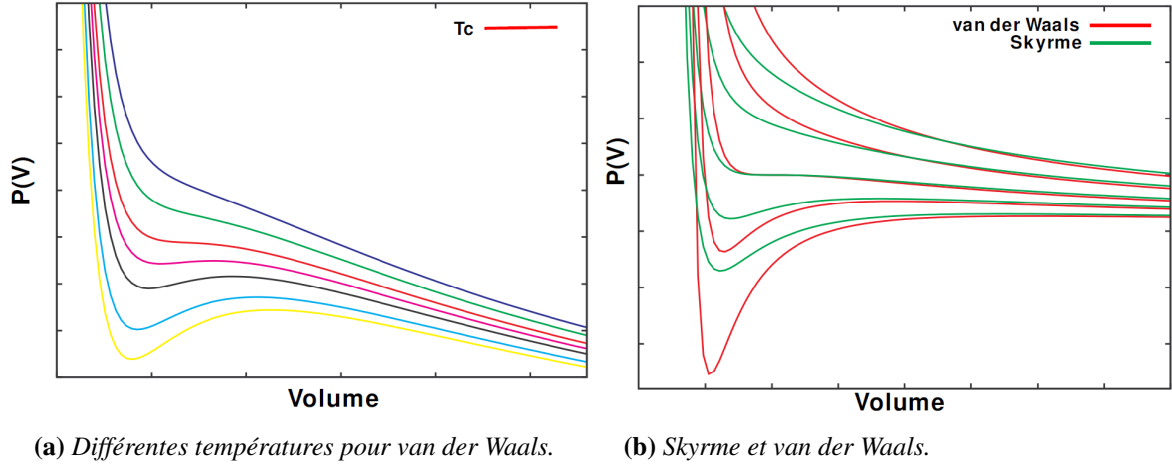 Tc
P(V)
Volume
van der Waals
Skyrme
P(V)
Volume
(a) Différentes températures pour van der Waals.
(b) Skyrme et van der Waals.